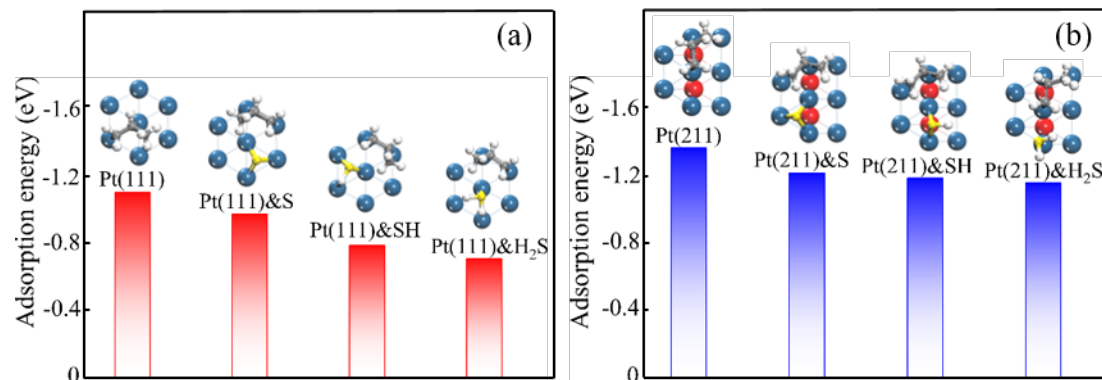 (a)
Adsorption energy (eV)
-1.6
-1.2
-0.8
-0.4
0
Pt(111)
Pt(111)&S
Pt(111)&SH
Pt(111)&H₂S
(b)
Adsorption energy (eV)
-1.6
-1.2
-0.8
-0.4
0
Pt(211)
Pt(211)&S
Pt(211)&SH
Pt(211)&H₂S